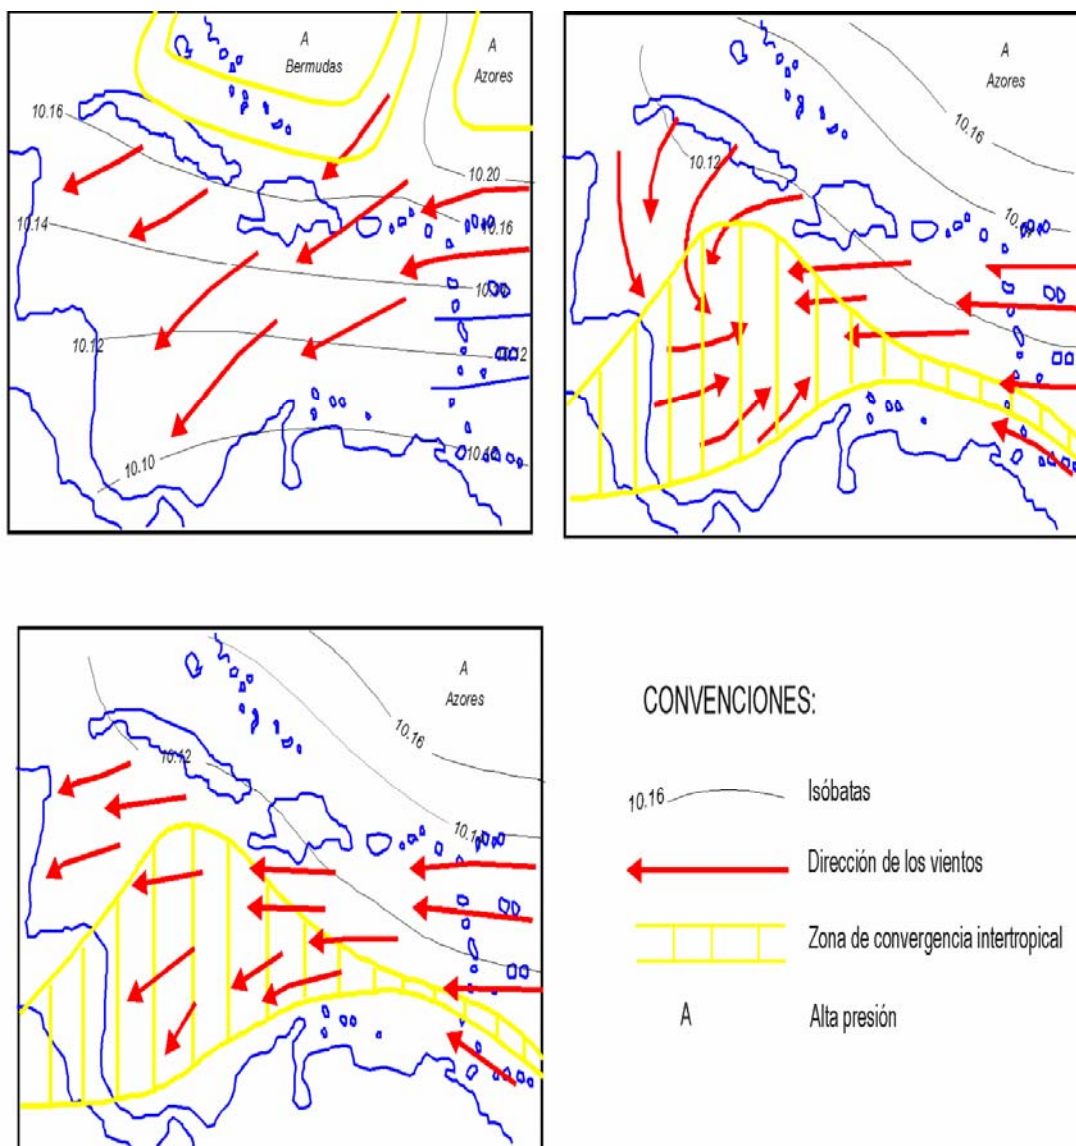 A
Bermudas
A
Azores
10.16
10.20
10.16
10.14
10.12
10.10
A
Azores
10.16
10.12
A
Azores
10.16
10.12
CONVENCIONES:
10.16
Isóbatas
Dirección de los vientos
Zona de convergencia intertropical
A
Alta presión